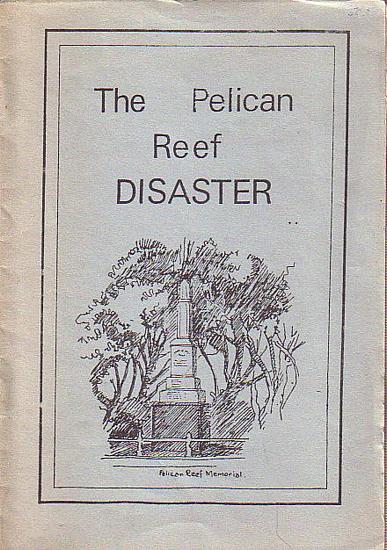 The Pelican
Reef
DISASTER
Pelican Reef Memorial.